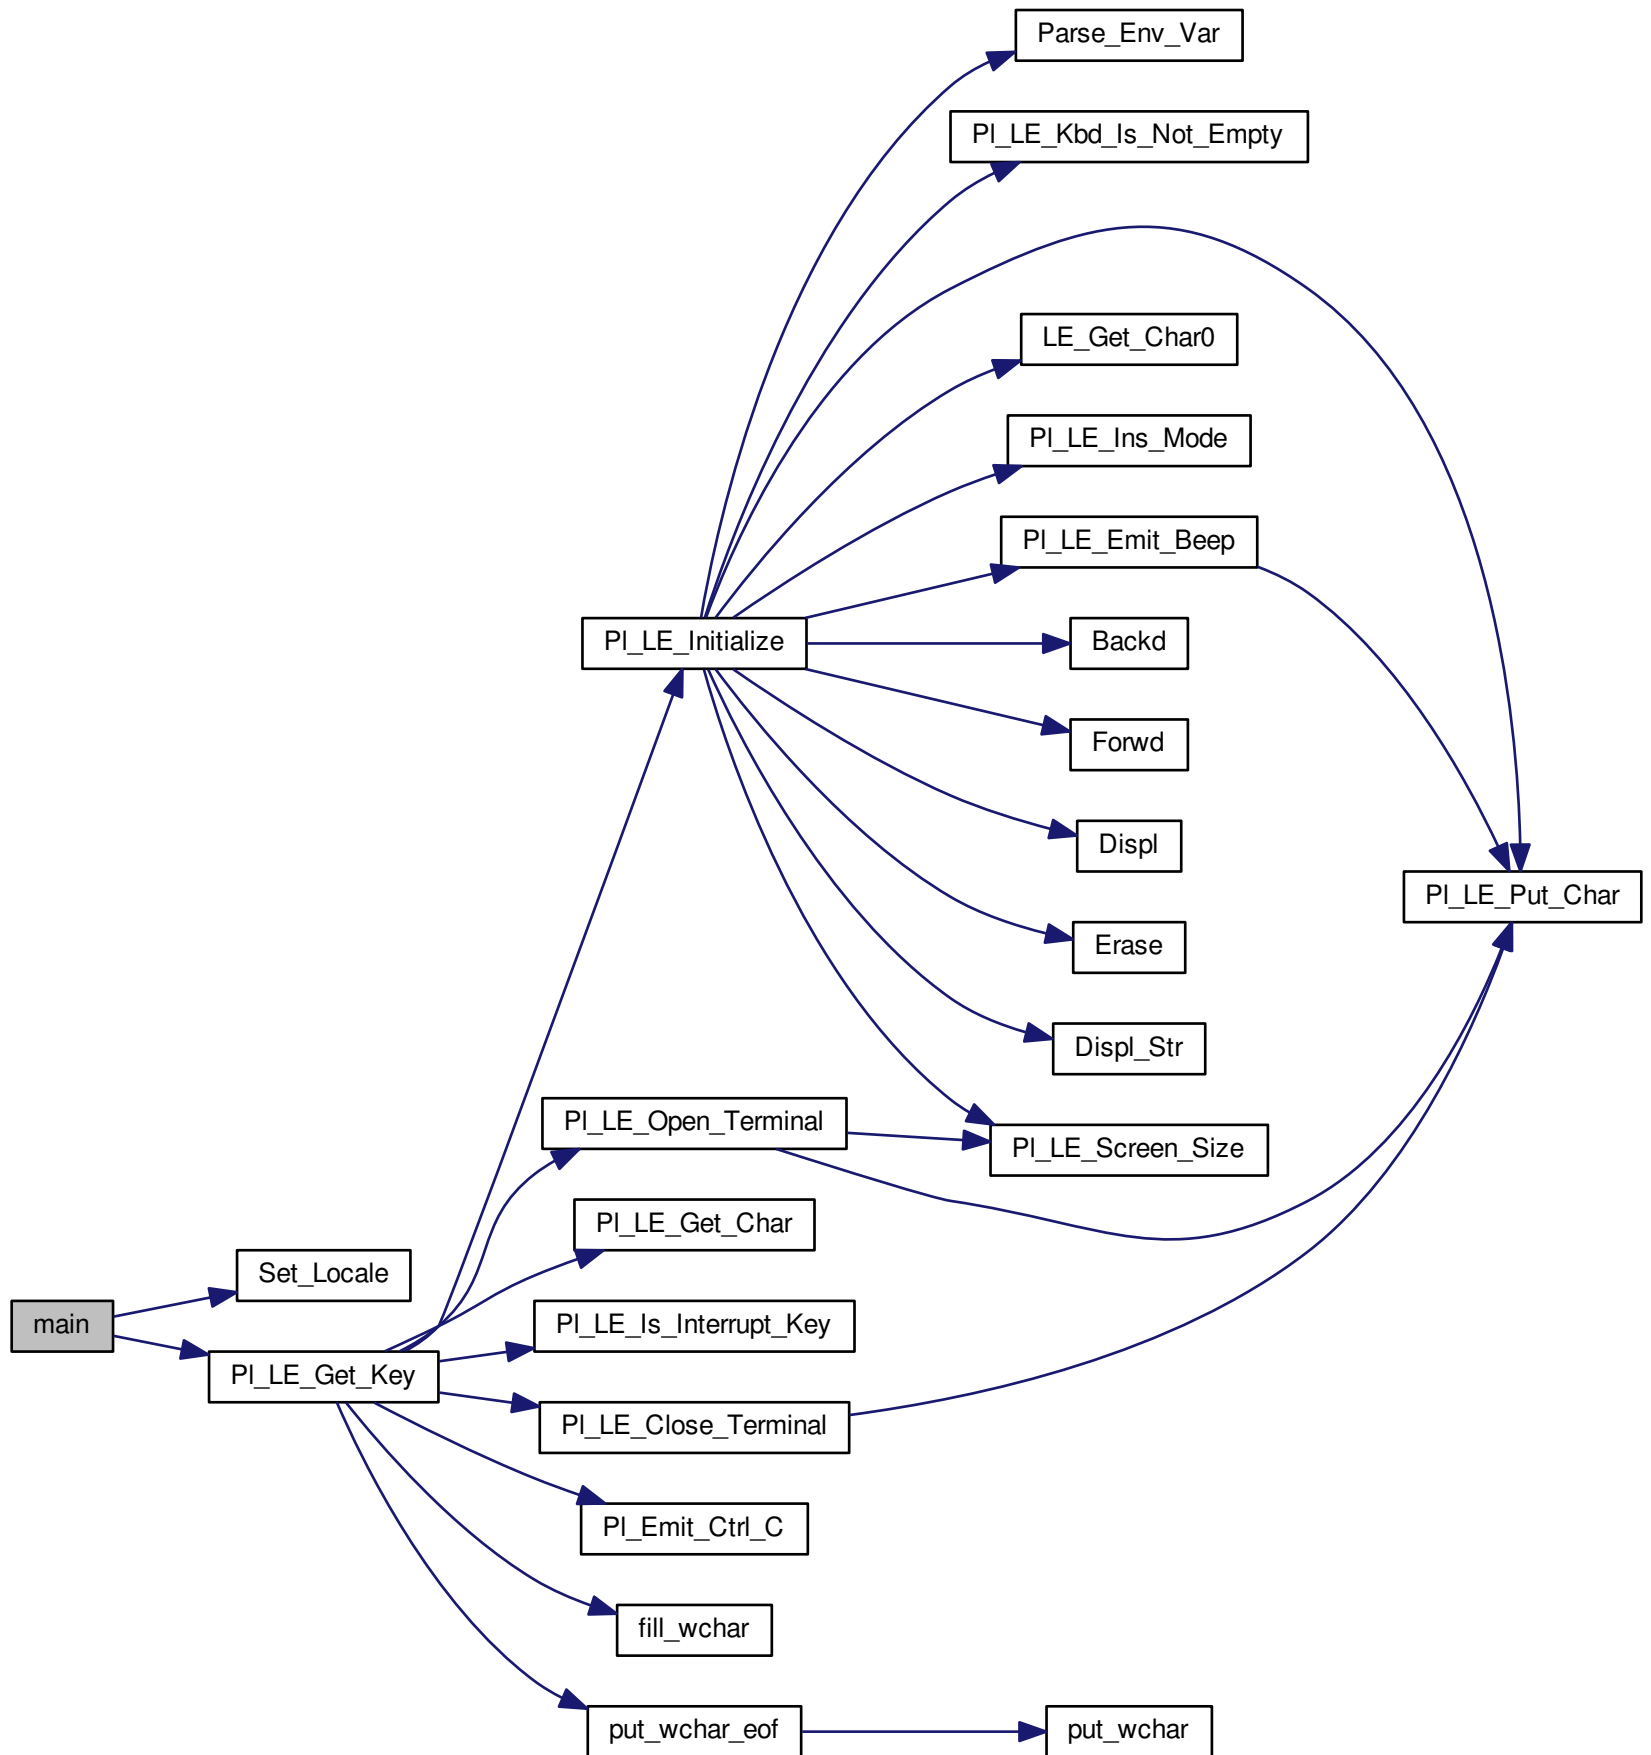 Parse_Env_Var
Pl_LE_Kbd_Is_Not_Empty
LE_Get_Char0
Pl_LE_Ins_Mode
Pl_LE_Emit_Beep
Pl_LE_Initialize
Backd
Forwd
Displ
Pl_LE_Put_Char
Erase
Displ_Str
Pl_LE_Open_Terminal
Pl_LE_Screen_Size
Pl_LE_Get_Char
Set_Locale
main
Pl_LE_Is_Interrupt_Key
Pl_LE_Get_Key
Pl_LE_Close_Terminal
Pl_Emit_Ctrl_C
fill_wchar
put_wchar_eof
put_wchar